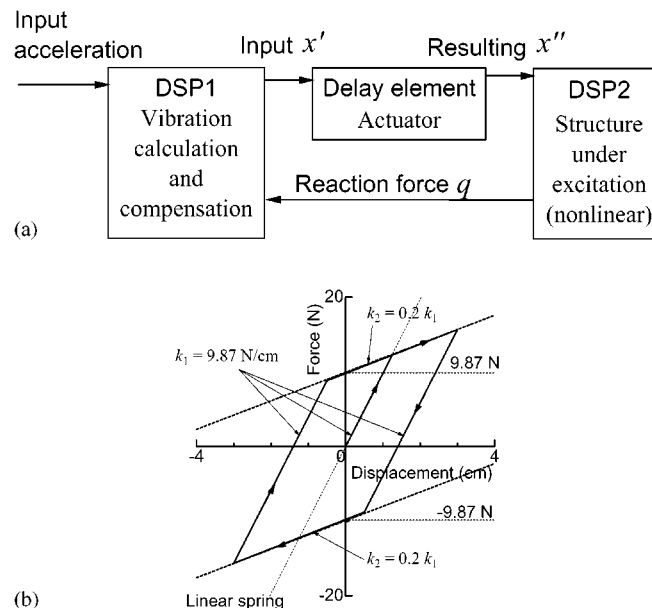 Input
acceleration
Input x′
Resulting x″
DSP1
Vibration
calculation
and
compensation
Delay element
Actuator
DSP2
Structure
under
excitation
(nonlinear)
Reaction force q
(a)
20
Force (N)
k2 = 0.2 k1
k1 = 9.87 N/cm
9.87 N
-4
0
4
Displacement (cm)
-9.87 N
k2 = 0.2 k1
Linear spring
-20
(b)